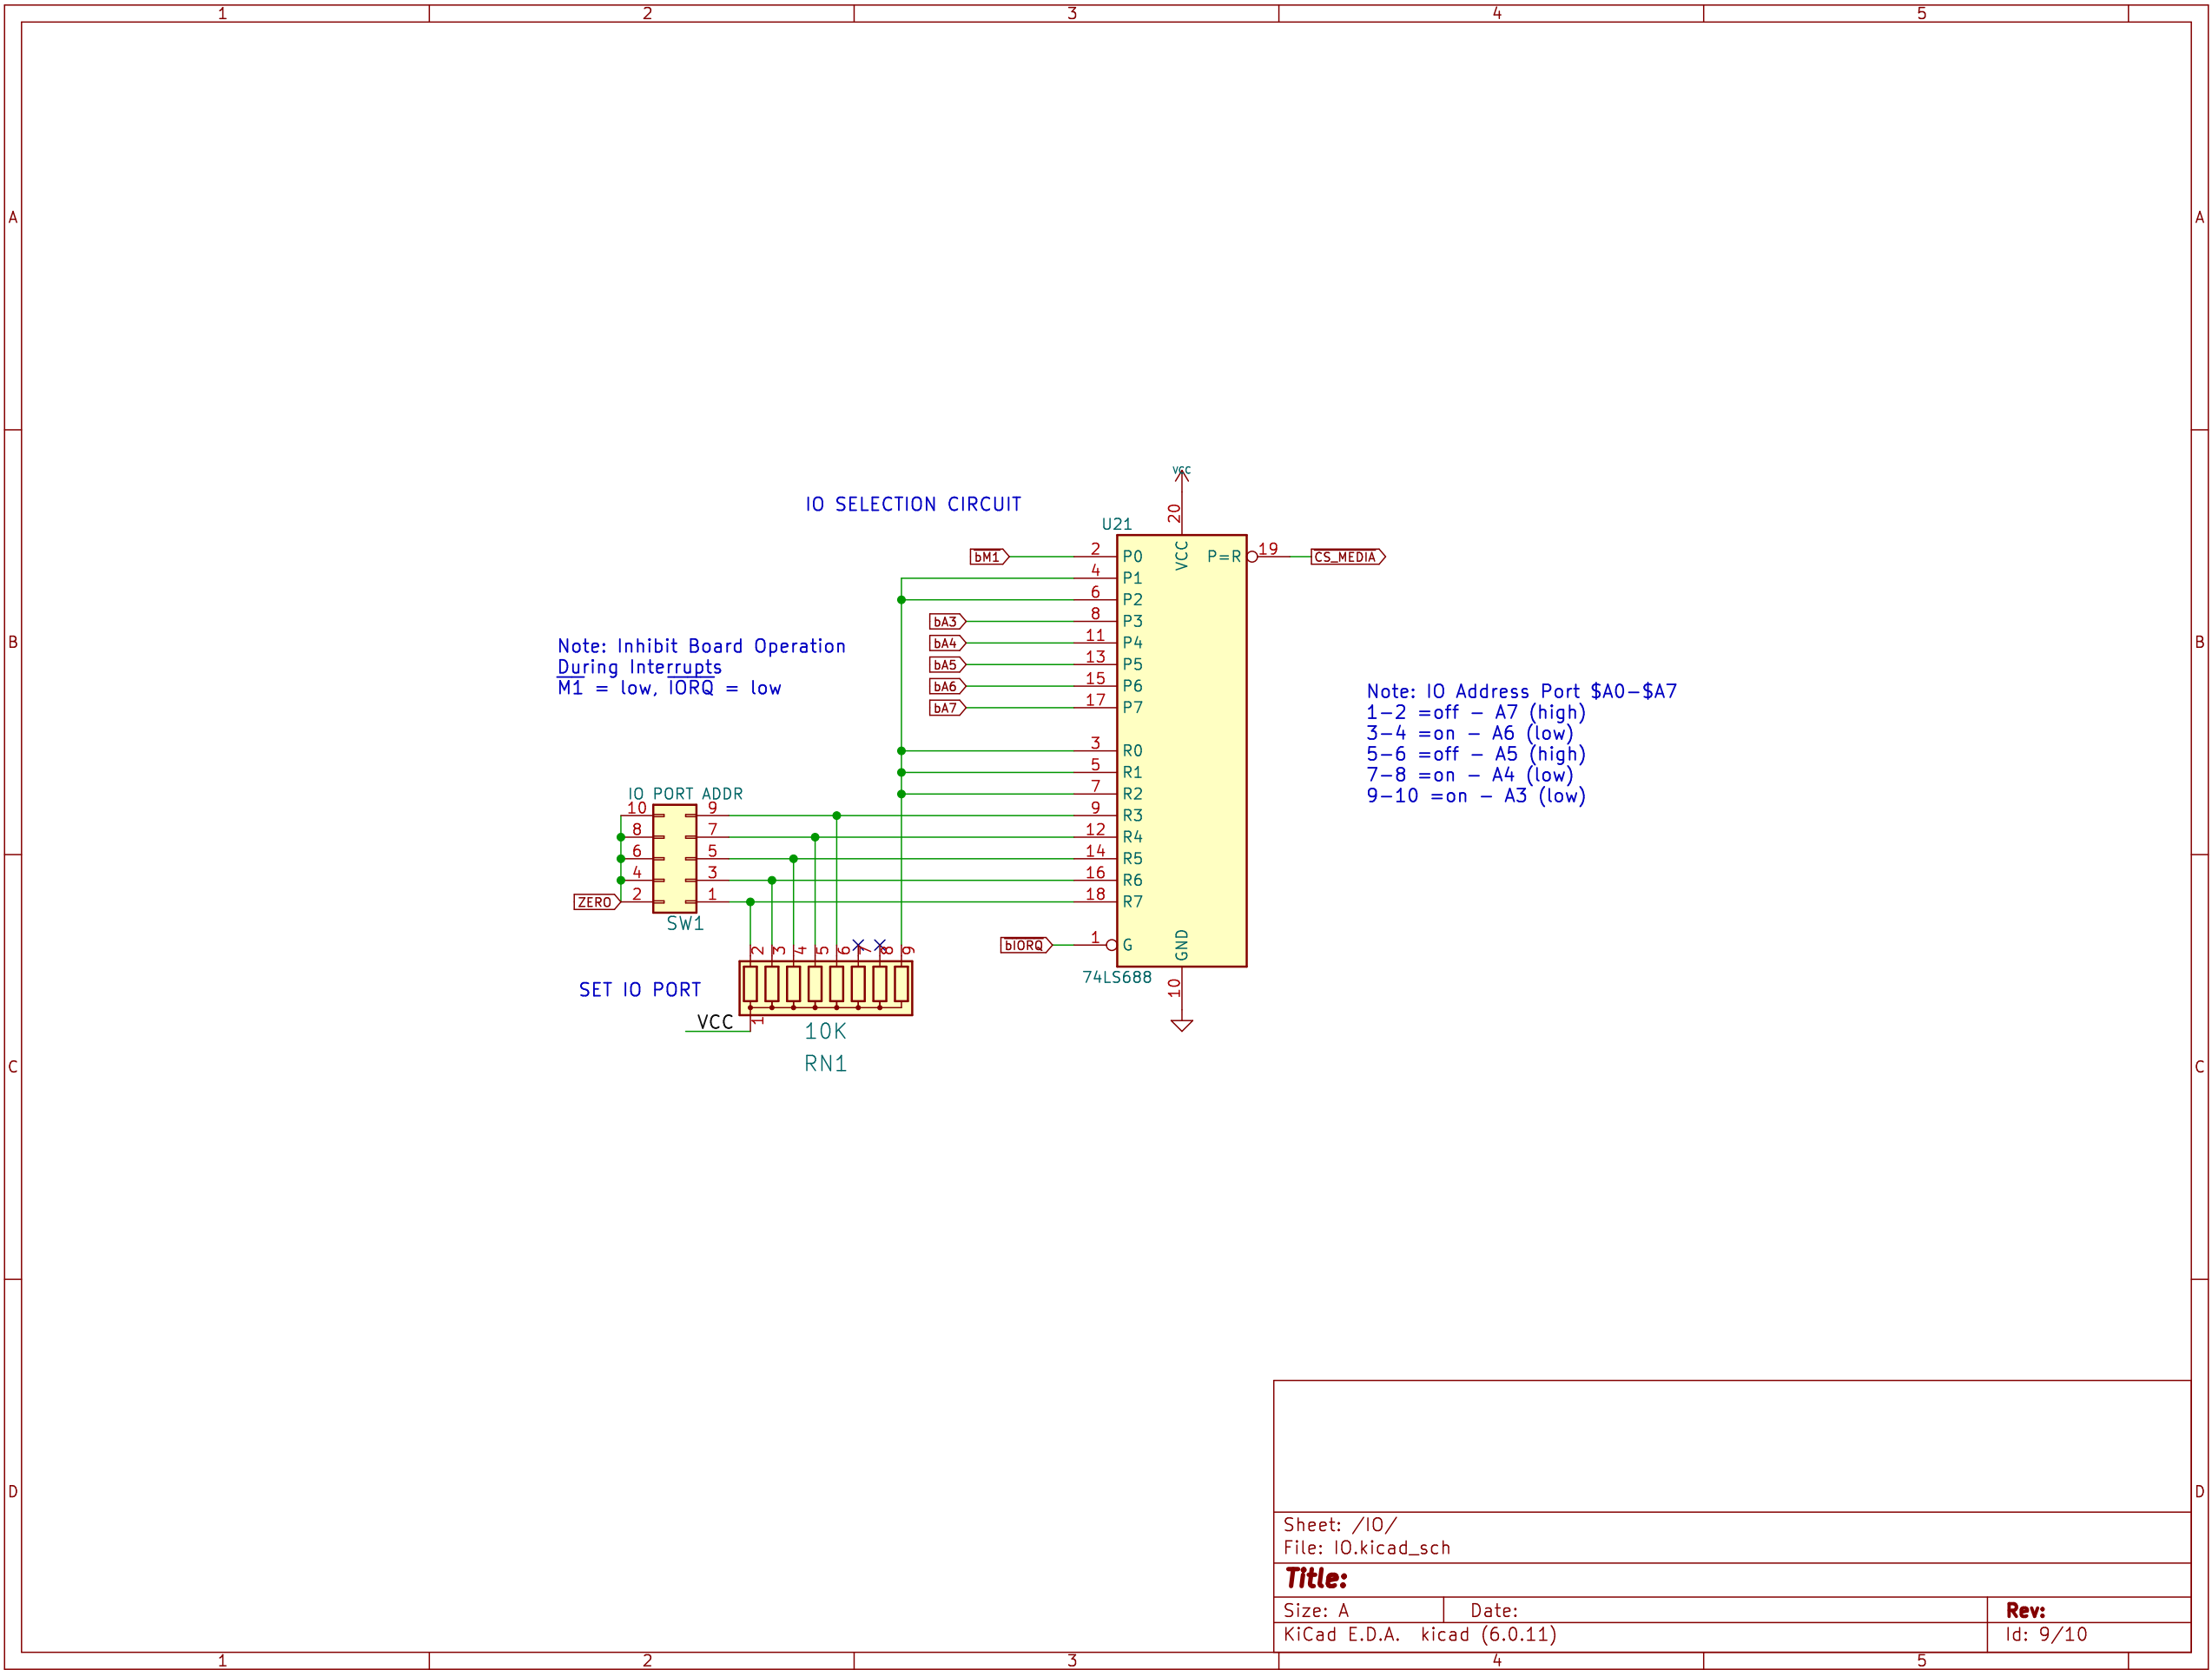 1 2 3 4 5
A A
VCC
IO SELECTION CIRCUIT
20
U21
bM1 2 P0 VCC P=R 19 CS_MEDIA
4 P1
6 P2
bA3 8 P3
bA4 11 P4
bA5 13 P5
bA6 15 P6
bA7 17 P7
B B
Note: Inhibit Board Operation
During Interrupts
M1 = low, IORQ = low
Note: IO Address Port $A0-$A7
1-2 =off - A7 (high)
3-4 =on - A6 (low)
5-6 =off - A5 (high)
7-8 =on - A4 (low)
9-10 =on - A3 (low)
3 R0
5 R1
7 R2
IO PORT ADDR
10 9 9 R3
8 7 12 R4
6 5 14 R5
4 3 16 R6
ZERO 2 1 18 R7
SW1
bIORQ 1 G GND
2 3 4 5 6 7 8 9
74LS688
10
SET IO PORT
VCC 1
10K
RN1
C C
D D
Sheet: /IO/
File: IO.kicad_sch
Title:
Size: A Date: Rev:
KiCad E.D.A. kicad (6.0.11) Id: 9/10
1 2 3 4 5